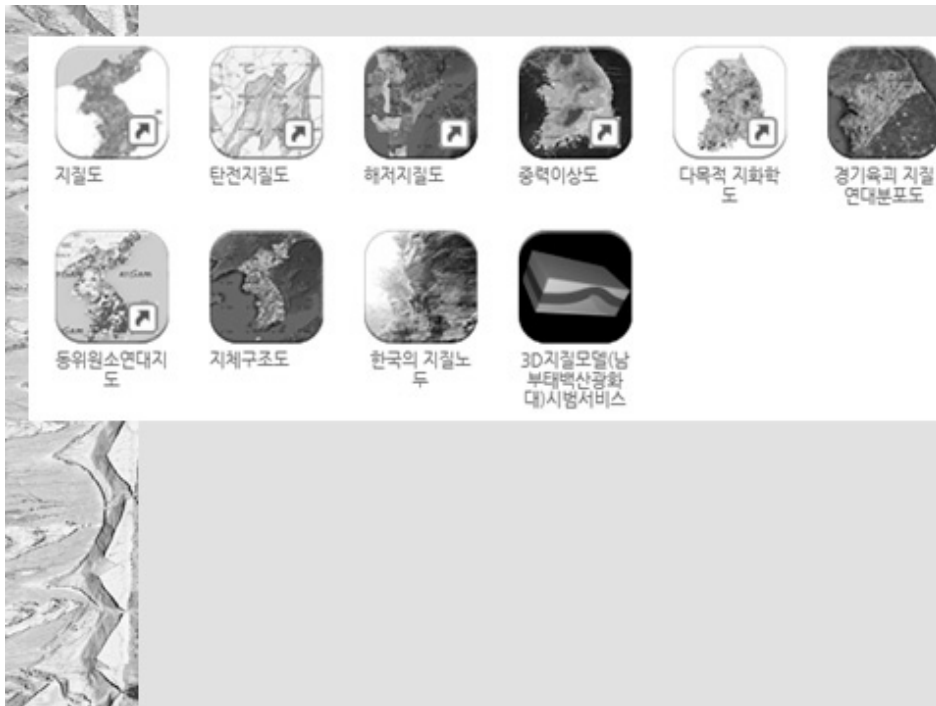 지질도
탄전지질도
해저지질도
중력이상도
다목적 지화학
도
경기육괴 지질
연대분포도
동위원소연대지
도
지체구조도
한국의 지질노
두
3D지질모델(남
부태백산광화
대)시범서비스